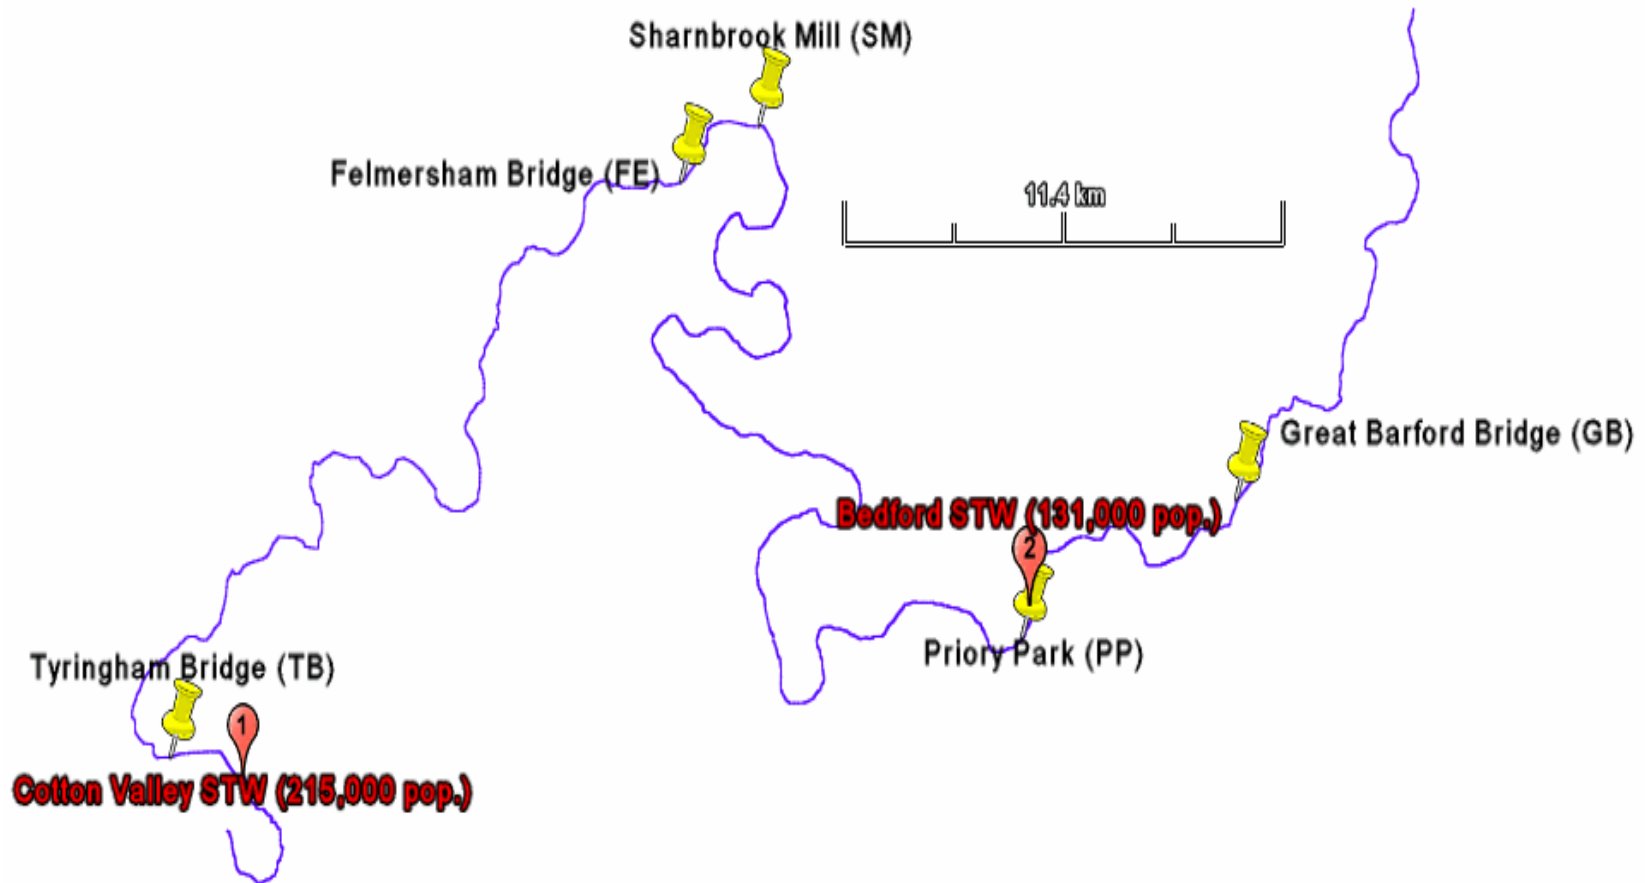 Sharnbrook Mill (SM)
Felmersham Bridge (FE)
11.4 km
Great Barford Bridge (GB)
Bedford STW (131,000 pop.)
2
Priory Park (PP)
Tyringham Bridge (TB)
1
Cotton Valley STW (215,000 pop.)